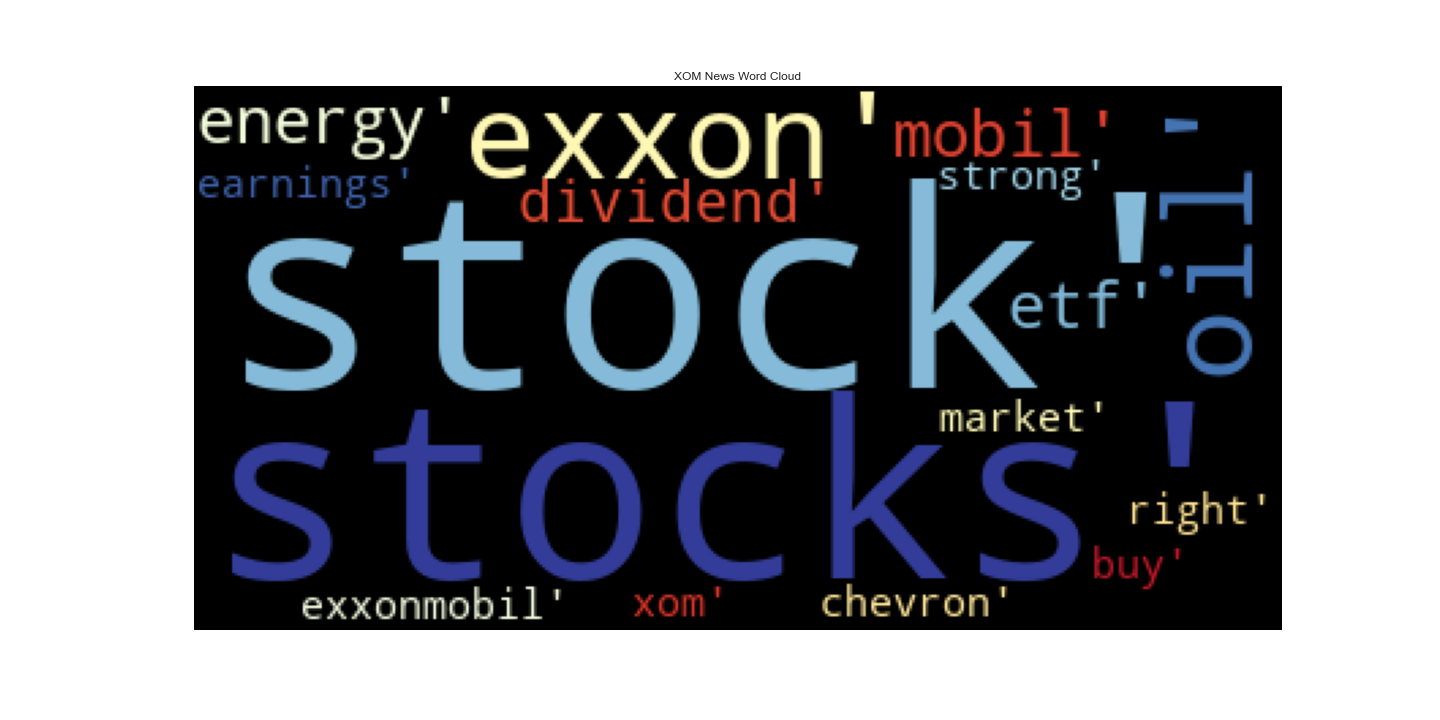 XOM News Word Cloud
energy'
exxon'
mobil'
oil'
earnings'
dividend'
strong'
stock'
etf'
market'
stocks'
right'
buy'
exxonmobil'
xom'
chevron'